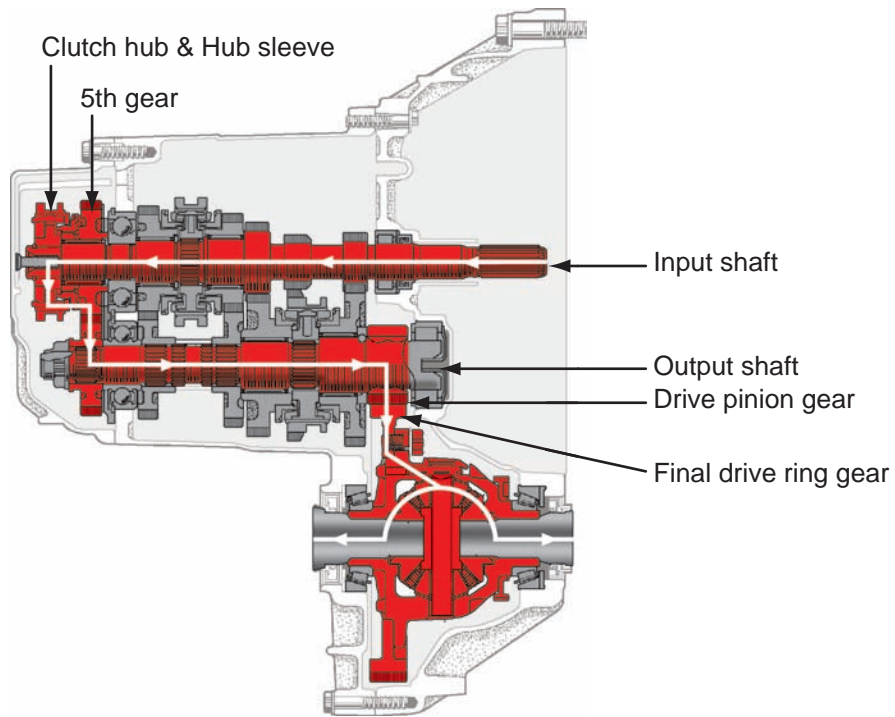 Clutch hub & Hub sleeve
5th gear
Input shaft
Output shaft
Drive pinion gear
Final drive ring gear